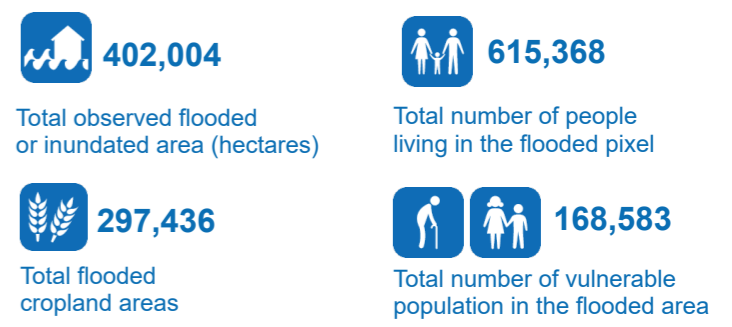 402,004
Total observed flooded
or inundated area (hectares)
615,368
Total number of people
living in the flooded pixel
297,436
Total flooded
cropland areas
168,583
Total number of vulnerable
population in the flooded area